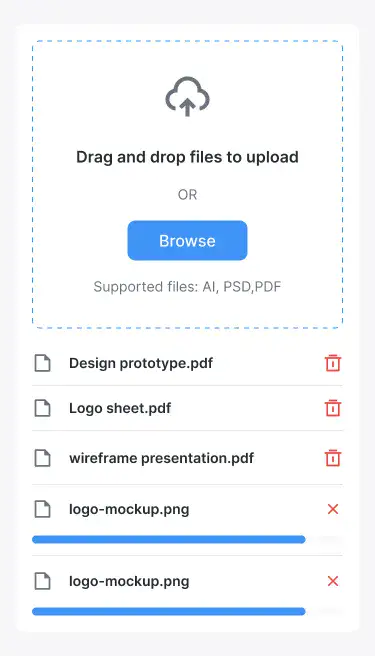 Drag and drop files to upload
OR
Browse
Supported files: AI, PSD,PDF
Design prototype.pdf
Logo sheet.pdf
wireframe presentation.pdf
logo-mockup.png
logo-mockup.png